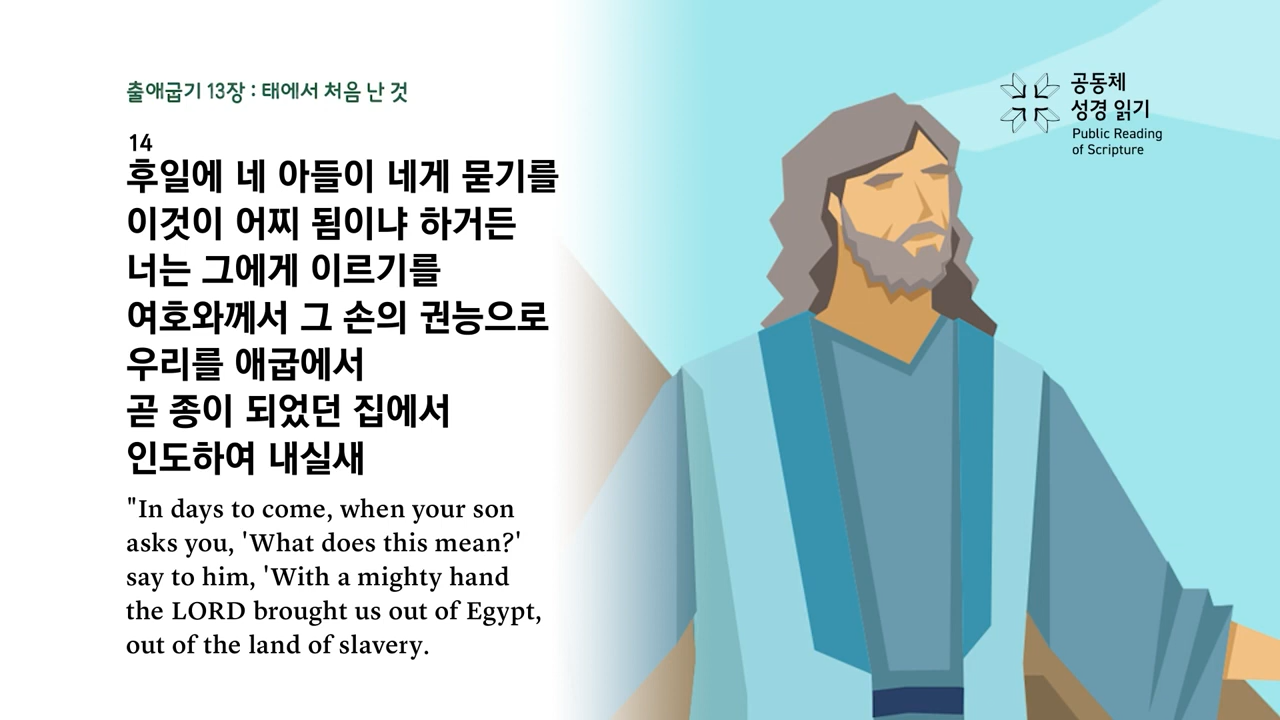 출애굽기 13장 : 태에서 처음 난 것
14
후일에 네 아들이 네게 묻기를
이것이 어찌 됨이냐 하거든
너는 그에게 이르기를
여호와께서 그 손의 권능으로
우리를 애굽에서
곧 종이 되었던 집에서
인도하여 내실새
"In days to come, when your son
asks you, 'What does this mean?'
say to him, 'With a mighty hand
the LORD brought us out of Egypt,
out of the land of slavery.
공동체
성경 읽기
Public Reading
of Scripture